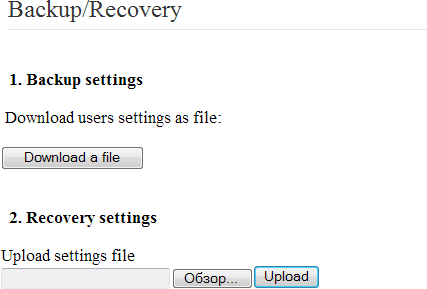 Backup/Recovery
1. Backup settings
Download users settings as file:
Download a file
2. Recovery settings
Upload settings file
Обзор... Upload